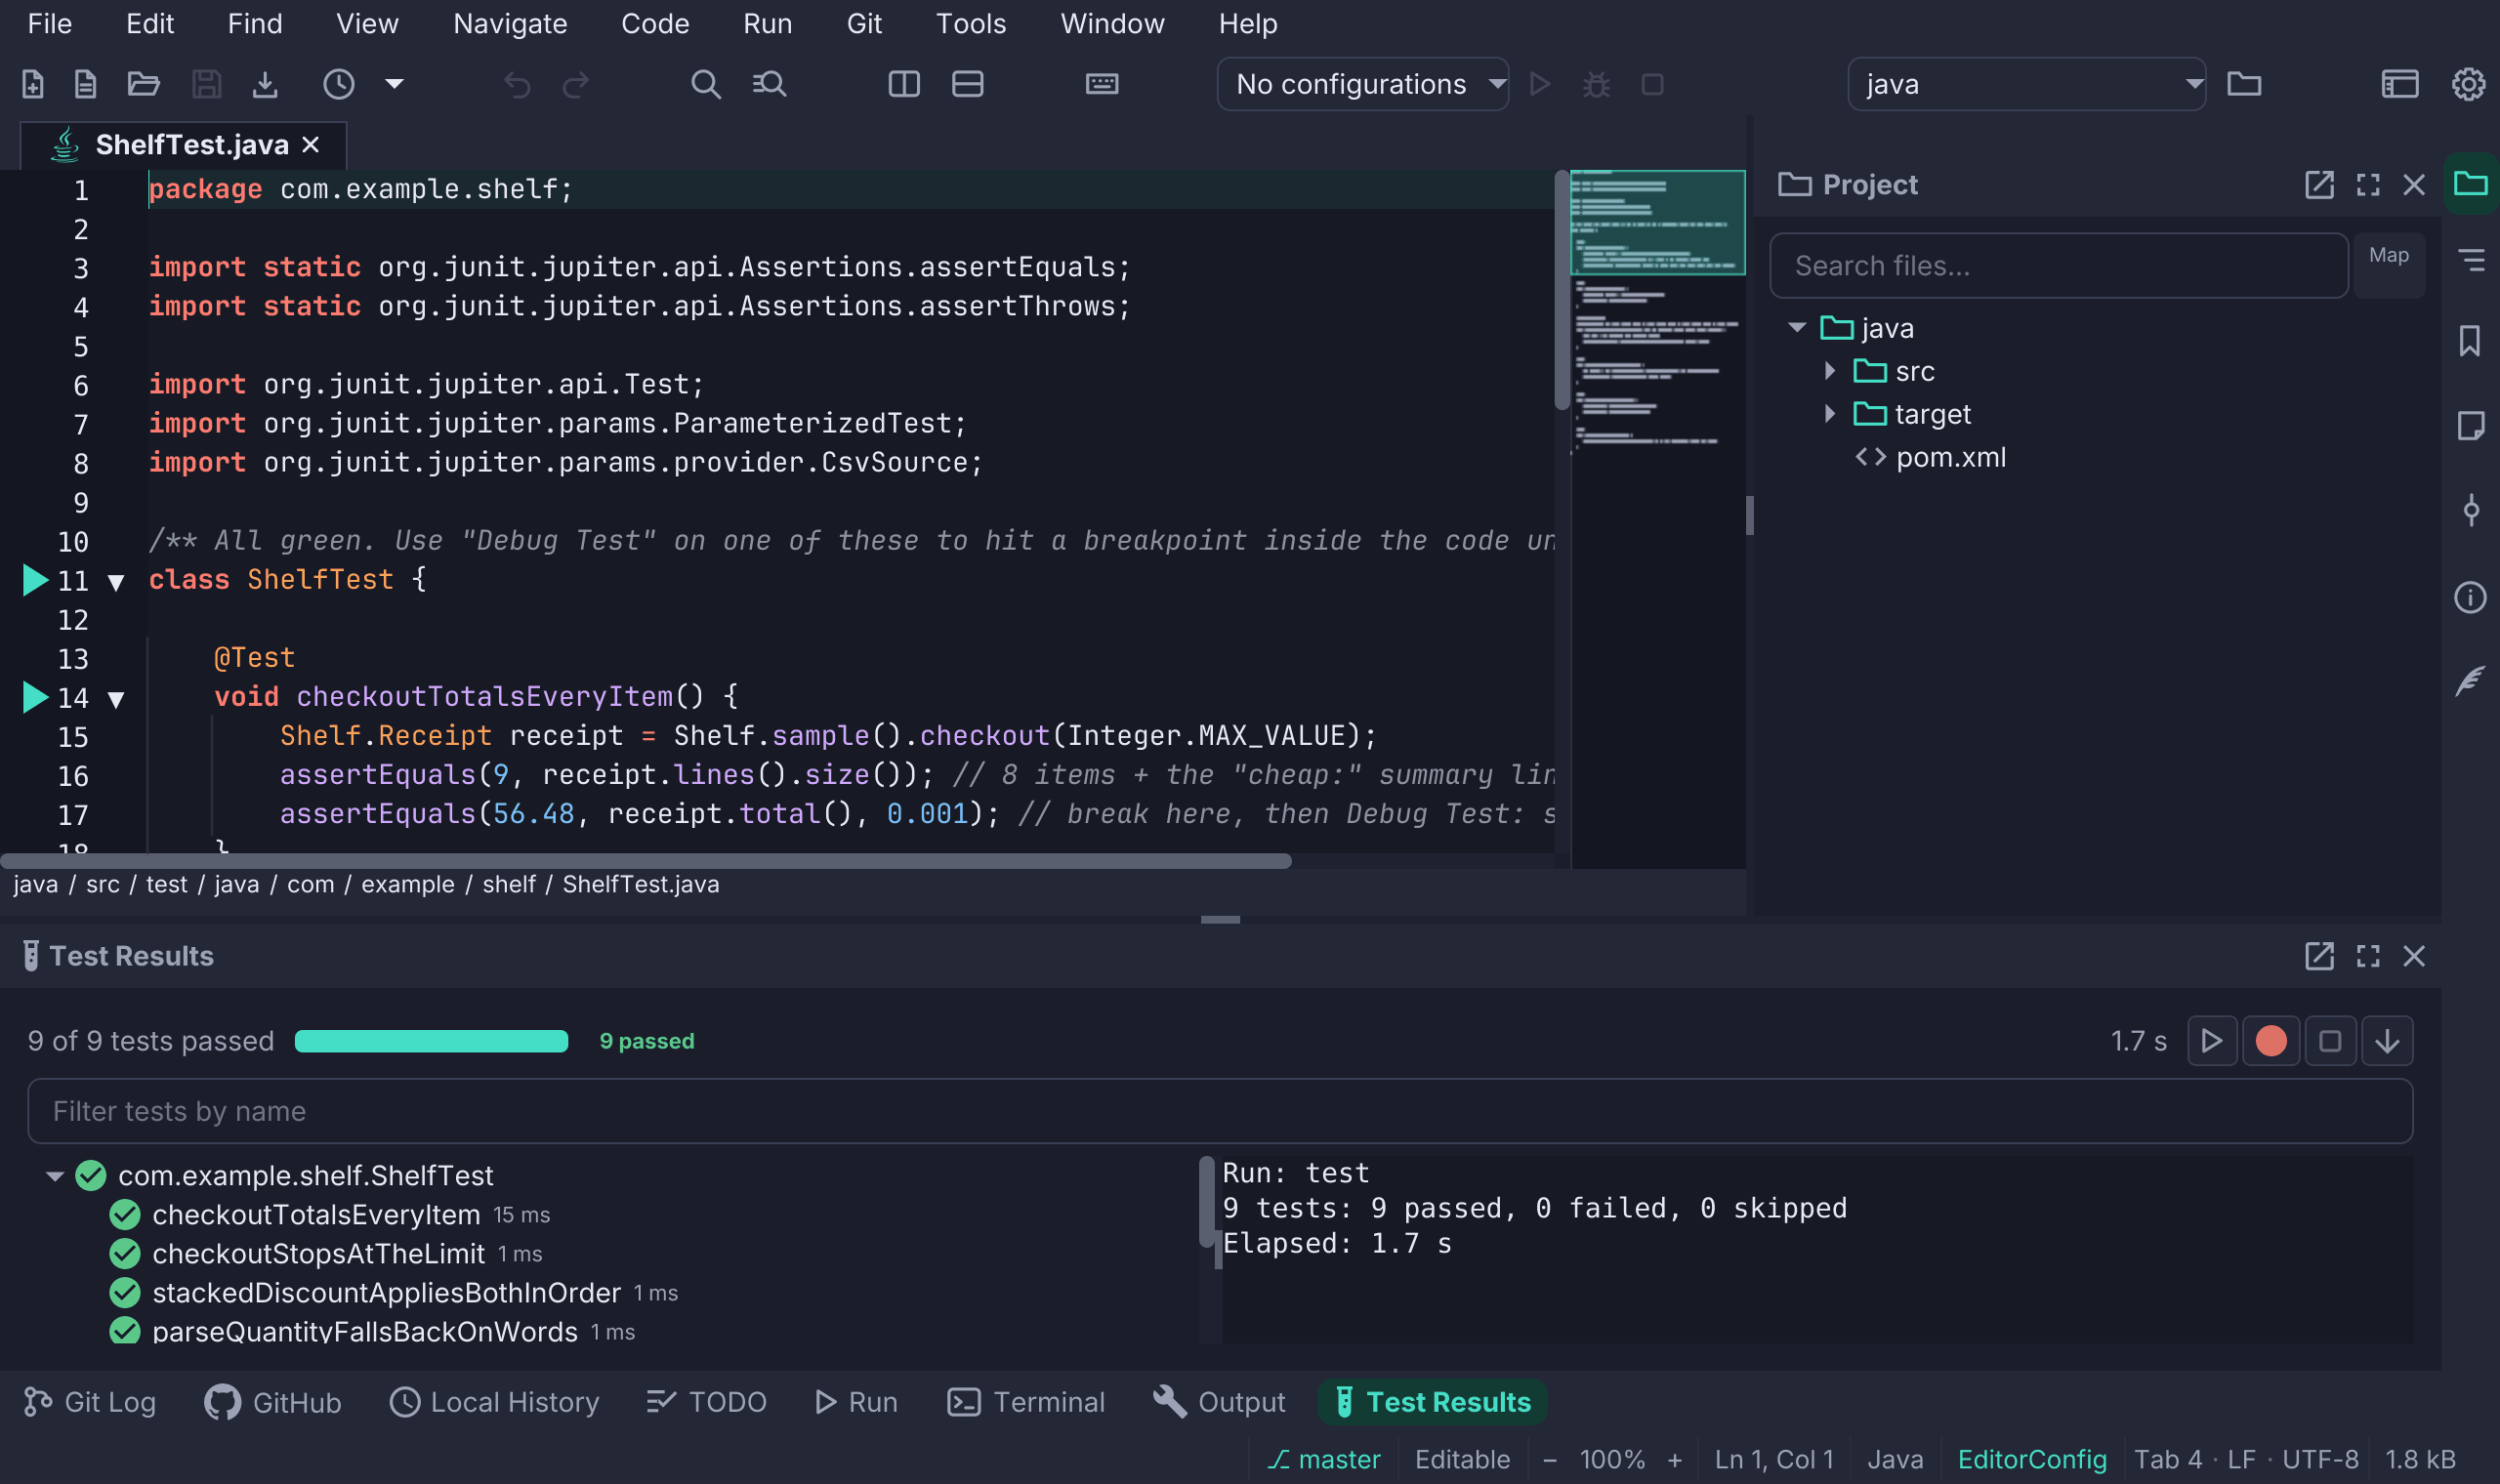 File Edit Find View Navigate Code Run Git Tools Window Help
No configurations
java
ShelfTest.java
1 package com.example.shelf;
2
3 import static org.junit.jupiter.api.Assertions.assertEquals;
4 import static org.junit.jupiter.api.Assertions.assertThrows;
5
6 import org.junit.jupiter.api.Test;
7 import org.junit.jupiter.params.ParameterizedTest;
8 import org.junit.jupiter.params.provider.CsvSource;
9
10 /** All green. Use "Debug Test" on one of these to hit a breakpoint inside the code un
11 class ShelfTest {
12
13 @Test
14 void checkoutTotalsEveryItem() {
15 Shelf.Receipt receipt = Shelf.sample().checkout(Integer.MAX_VALUE);
16 assertEquals(9, receipt.lines().size()); // 8 items + the "cheap:" summary lin
17 assertEquals(56.48, receipt.total(), 0.001); // break here, then Debug Test: s
18 }
java / src / test / java / com / example / shelf / ShelfTest.java
Project
Search files...
Map
java
src
target
<> pom.xml
Test Results
9 of 9 tests passed
9 passed
1.7 s
Filter tests by name
com.example.shelf.ShelfTest
checkoutTotalsEveryItem 15 ms
checkoutStopsAtTheLimit 1 ms
stackedDiscountAppliesBothInOrder 1 ms
parseQuantityFallsBackOnWords 1 ms
Run: test
9 tests: 9 passed, 0 failed, 0 skipped
Elapsed: 1.7 s
Git Log GitHub Local History TODO Run Terminal Output Test Results
master Editable − 100% + Ln 1, Col 1 Java EditorConfig Tab 4 · LF · UTF-8 1.8 kB